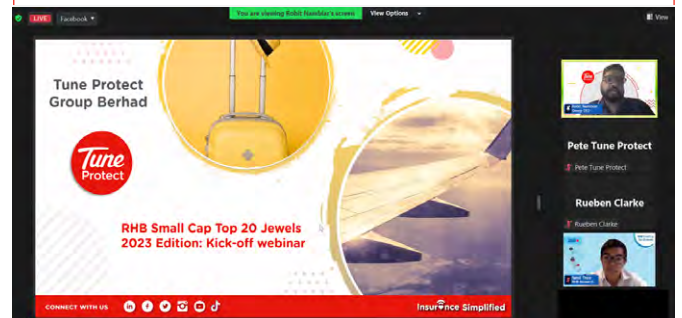 LIVE
Facebook
You are viewing Rohit Nambiar's screen
View Options
View
Tune Protect
Group Berhad
Tune
Protect
RHB Small Cap Top 20 Jewels
2023 Edition: Kick-off webinar
CONNECT WITH US
Insurance Simplified
Pete Tune Protect
Pete Tune Protect
Rueben Clarke
Rueben Clarke